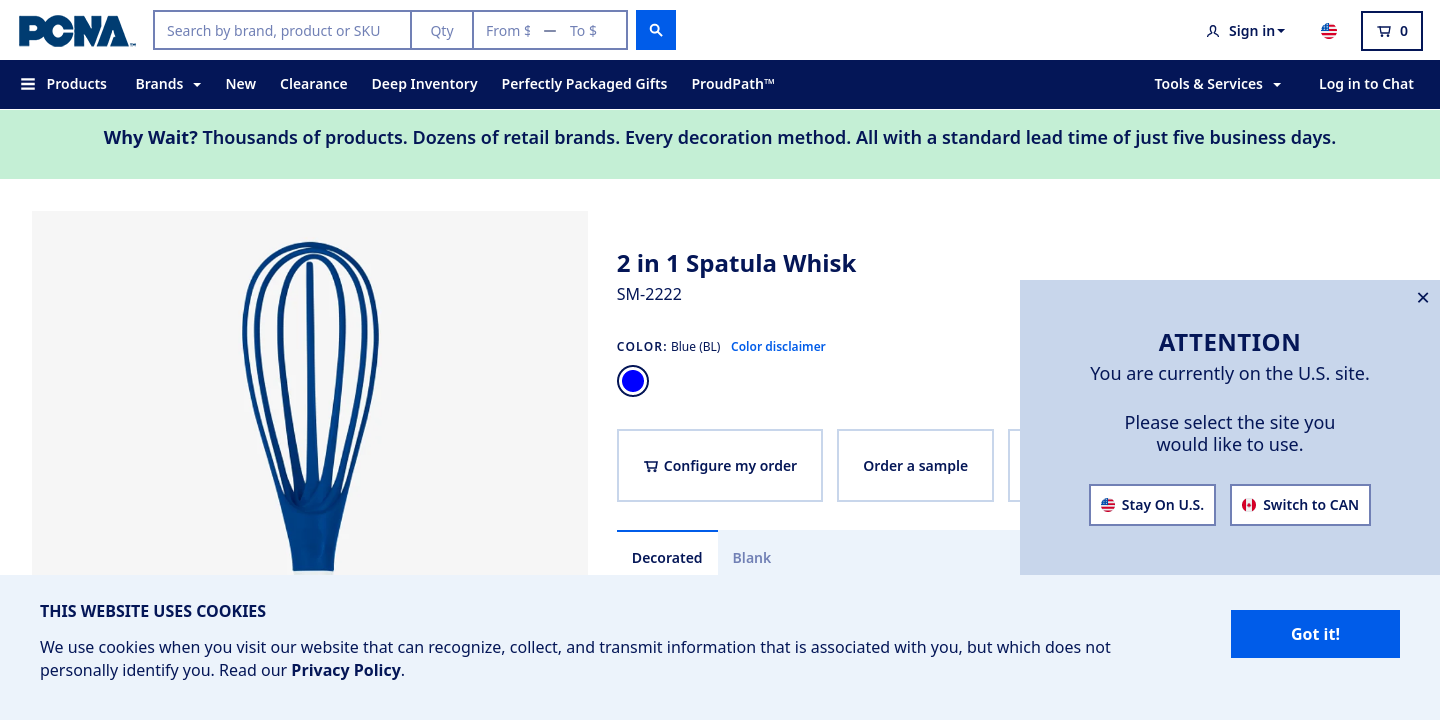 PCNA™
Search by brand, product or SKU
Qty
From $ — To $
Sign in
0
Products
Brands
New
Clearance
Deep Inventory
Perfectly Packaged Gifts
ProudPath™
Tools & Services
Log in to Chat
Why Wait? Thousands of products. Dozens of retail brands. Every decoration method. All with a standard lead time of just five business days.
2 in 1 Spatula Whisk
SM-2222
COLOR: Blue (BL) Color disclaimer
Configure my order
Order a sample
Decorated
Blank
ATTENTION
You are currently on the U.S. site.
Please select the site you
would like to use.
Stay On U.S.
Switch to CAN
THIS WEBSITE USES COOKIES
We use cookies when you visit our website that can recognize, collect, and transmit information that is associated with you, but which does not
personally identify you. Read our Privacy Policy.
Got it!